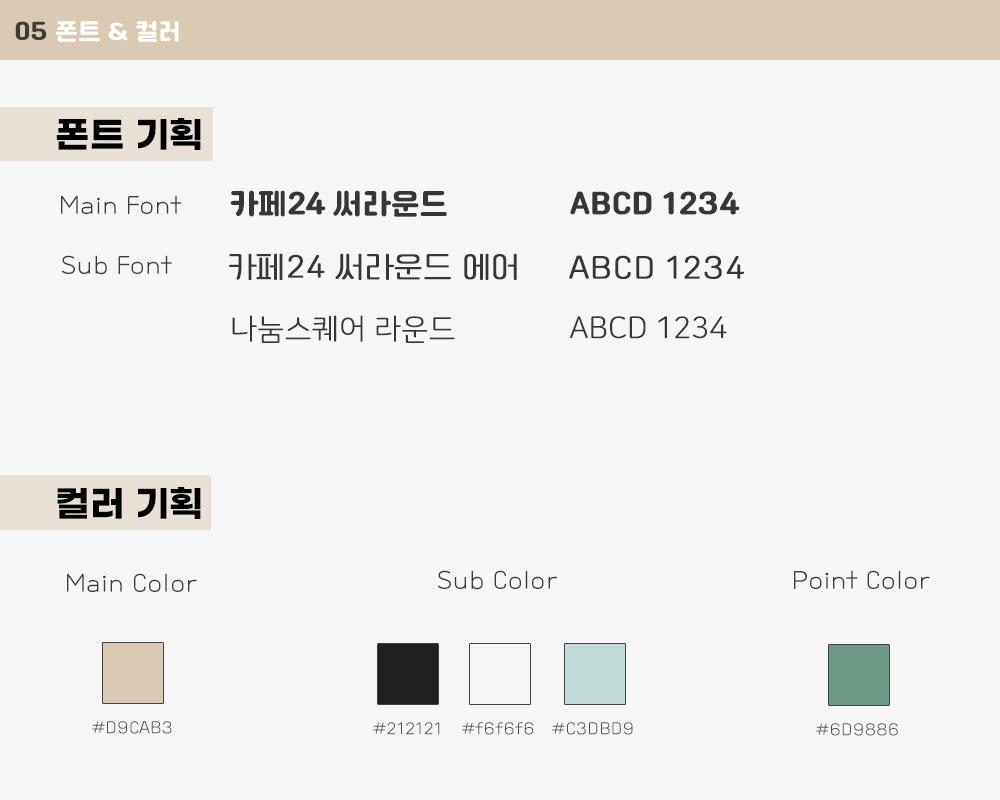 05 폰트 & 컬러
폰트 기획
Main Font 카페24 써라운드 ABCD 1234
Sub Font 카페24 써라운드 에어 ABCD 1234
나눔스퀘어 라운드 ABCD 1234
컬러 기획
Main Color Sub Color Point Color
#D9CAB3 #212121 #f6f6f6 #C3DBD9 #6D9886